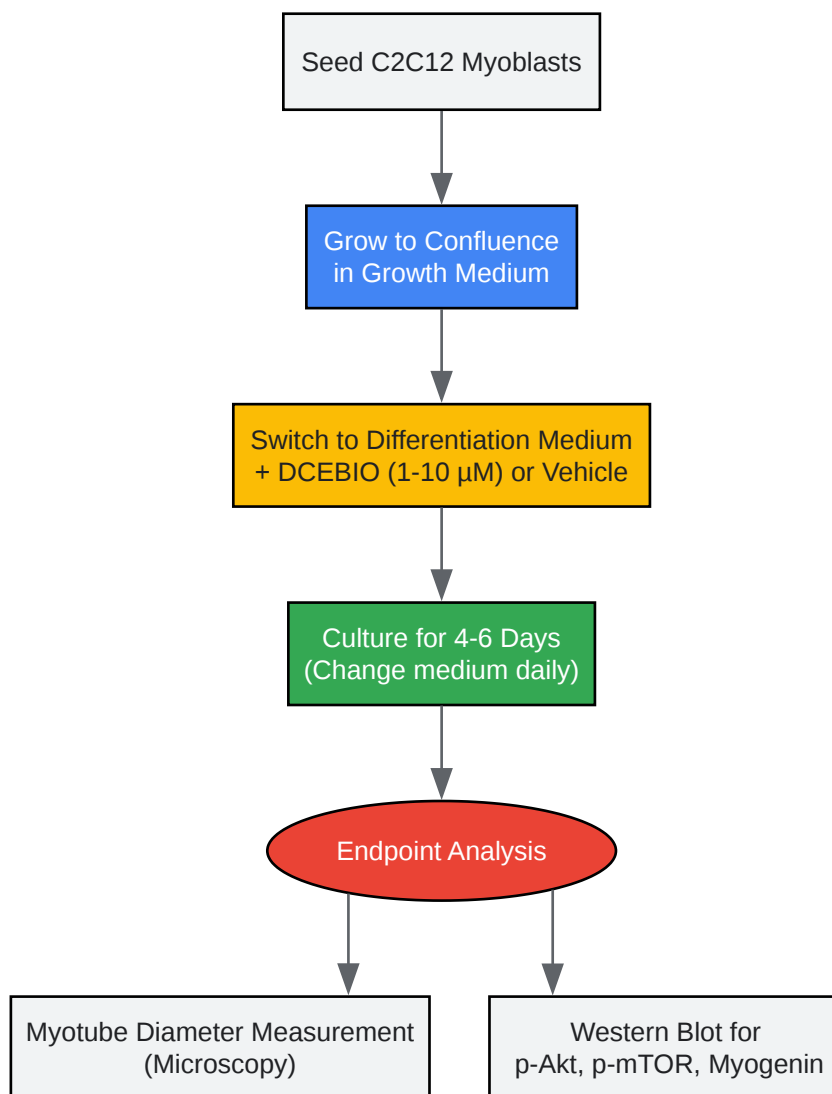 Seed C2C12 Myoblasts
Grow to Confluence
in Growth Medium
Switch to Differentiation Medium
+ DCEBIO (1-10 µM) or Vehicle
Culture for 4-6 Days
(Change medium daily)
Endpoint Analysis
Myotube Diameter Measurement
(Microscopy)
Western Blot for
p-Akt, p-mTOR, Myogenin